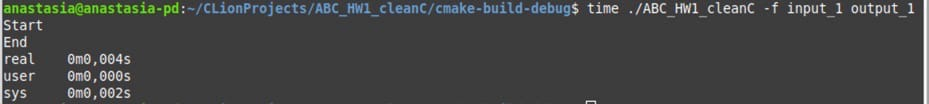 anastasia@anastasia-pd:~/CLionProjects/ABC_HW1_cleanC/cmake-build-debug$ time ./ABC_HW1_cleanC -f input_1 output_1
Start
End
real    0m0,004s
user    0m0,000s
sys     0m0,002s